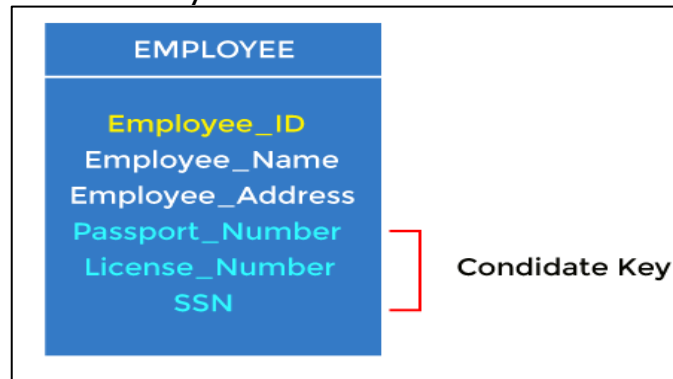 EMPLOYEE
Employee_ID
Employee_Name
Employee_Address
Passport_Number
License_Number
SSN
Condidate Key